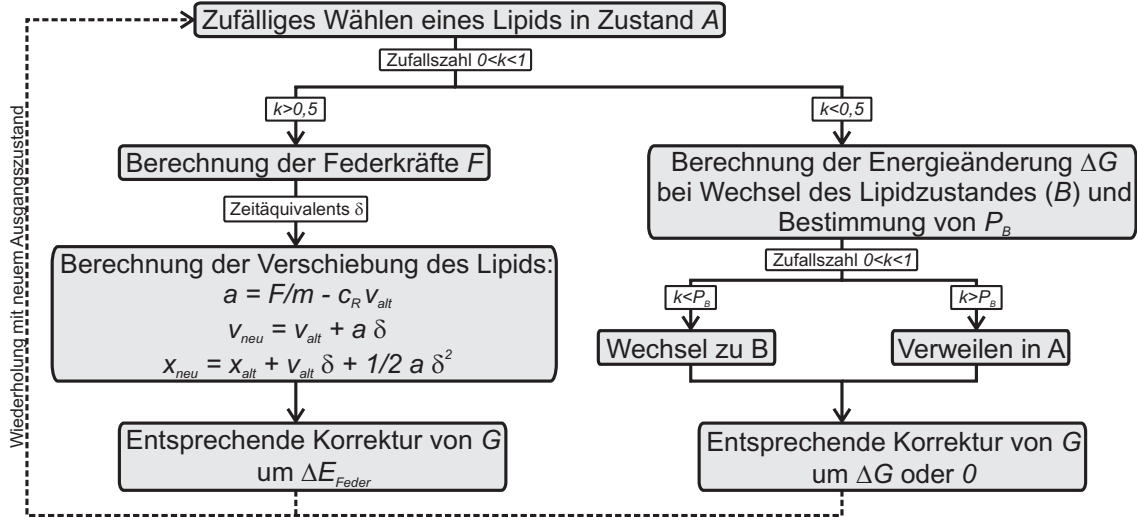 Zufälliges Wählen eines Lipids in Zustand A
Zufallszahl 0<k<1
k>0,5
k<0,5
Berechnung der Federkräfte F
Zeitäquivalents δ
Berechnung der Verschiebung des Lipids:
a = F/m - c_R v_alt
v_neu = v_alt + a δ
x_neu = x_alt + v_alt δ + 1/2 a δ²
Entsprechende Korrektur von G
um ΔE_Feder
Berechnung der Energieänderung ΔG
bei Wechsel des Lipidzustandes (B) und
Bestimmung von P_B
Zufallszahl 0<k<1
k<P_B
k>P_B
Wechsel zu B
Verweilen in A
Entsprechende Korrektur von G
um ΔG oder 0
Wiederholung mit neuem Ausgangszustand